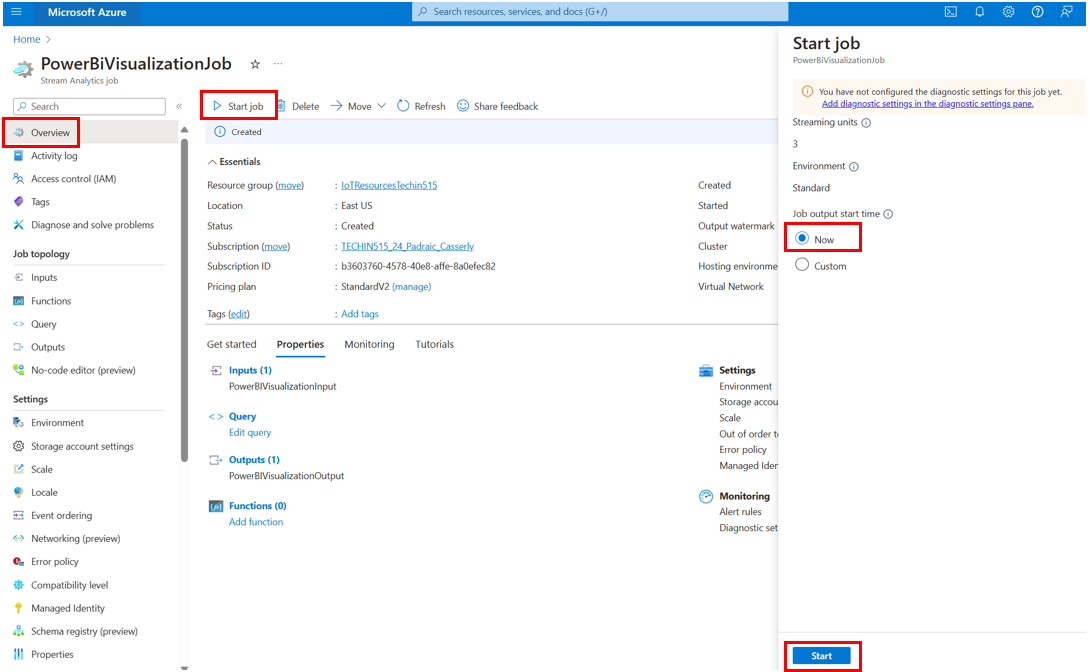 Microsoft Azure
Search resources, services, and docs (G+/)
Home
PowerBiVisualizationJob
Stream Analytics job
Search
Overview
Activity log
Access control (IAM)
Tags
Diagnose and solve problems
Job topology
Inputs
Functions
Query
Outputs
No-code editor (preview)
Settings
Environment
Storage account settings
Scale
Locale
Event ordering
Networking (preview)
Error policy
Compatibility level
Managed Identity
Schema registry (preview)
Properties
Start job Delete Move Refresh Share feedback
Created
Essentials
Resource group (move) : IoTResourcesTechin515
Location : East US
Status : Created
Subscription (move) : TECHIN515_24_Padraic_Casserly
Subscription ID : b3603760-4578-40e8-affe-8a0efec82
Pricing plan : StandardV2 (manage)
Tags (edit) : Add tags
Created
Started
Output watermark
Cluster
Hosting environme
Virtual Network
Get started Properties Monitoring Tutorials
Inputs (1)
PowerBIVisualizationInput
Query
Edit query
Outputs (1)
PowerBIVisualizationOutput
Functions (0)
Add function
Settings
Environment
Storage accou
Scale
Out of order t
Error policy
Managed Iden
Monitoring
Alert rules
Diagnostic set
Start job
PowerBiVisualizationJob
You have not configured the diagnostic settings for this job yet.
Add diagnostic settings in the diagnostic settings pane.
Streaming units
3
Environment
Standard
Job output start time
Now
Custom
Start